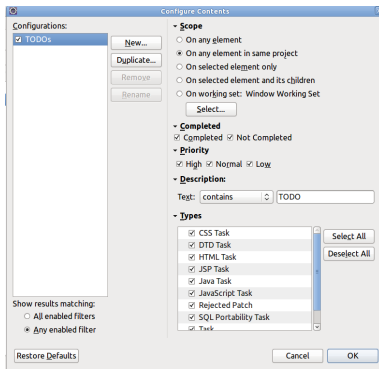 Configure Contents
Configurations:
TODOs
New...
Duplicate...
Remove
Rename
Show results matching:
All enabled filters
Any enabled filter
Scope
On any element
On any element in same project
On selected element only
On selected element and its children
On working set: Window Working Set
Select...
Completed
Completed Not Completed
Priority
High Normal Low
Description:
Text: contains TODO
Types
CSS Task
DTD Task
HTML Task
JSP Task
Java Task
JavaScript Task
Rejected Patch
SQL Portability Task
Task
Select All
Deselect All
Restore Defaults
Cancel
OK